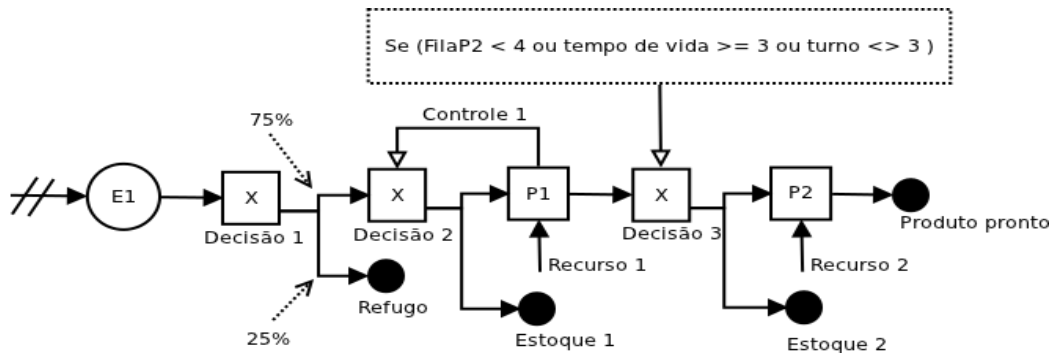 Se (FilaP2 < 4 ou tempo de vida >= 3 ou turno <> 3 )
75%
Controle 1
E1
X
X
P1
X
P2
Decisão 1
Decisão 2
Decisão 3
Produto pronto
Recurso 1
Recurso 2
Refugo
25%
Estoque 1
Estoque 2